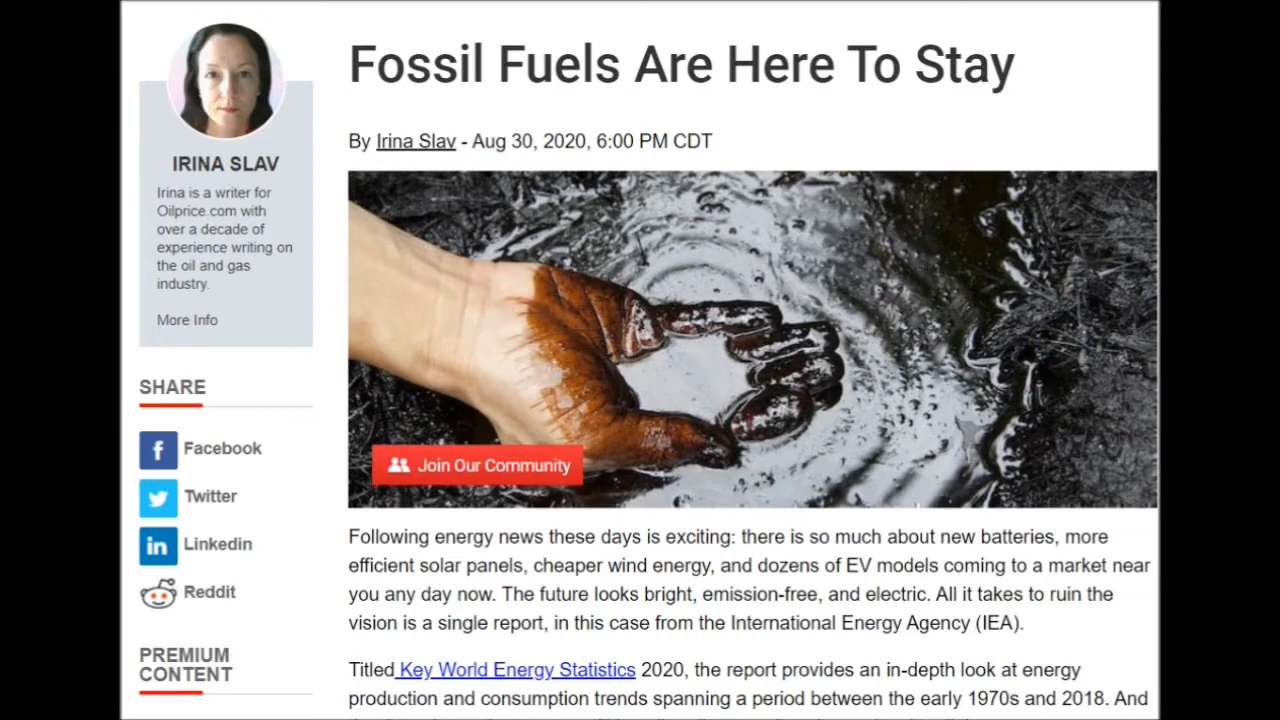 Fossil Fuels Are Here To Stay
By Irina Slav - Aug 30, 2020, 6:00 PM CDT
IRINA SLAV
Irina is a writer for
Oilprice.com with
over a decade of
experience writing on
the oil and gas
industry.
More Info
SHARE
Facebook
Twitter
Linkedin
Reddit
PREMIUM
CONTENT
Join Our Community
Following energy news these days is exciting: there is so much about new batteries, more
efficient solar panels, cheaper wind energy, and dozens of EV models coming to a market near
you any day now. The future looks bright, emission-free, and electric. All it takes to ruin the
vision is a single report, in this case from the International Energy Agency (IEA).
Titled Key World Energy Statistics 2020, the report provides an in-depth look at energy
production and consumption trends spanning a period between the early 1970s and 2018. And